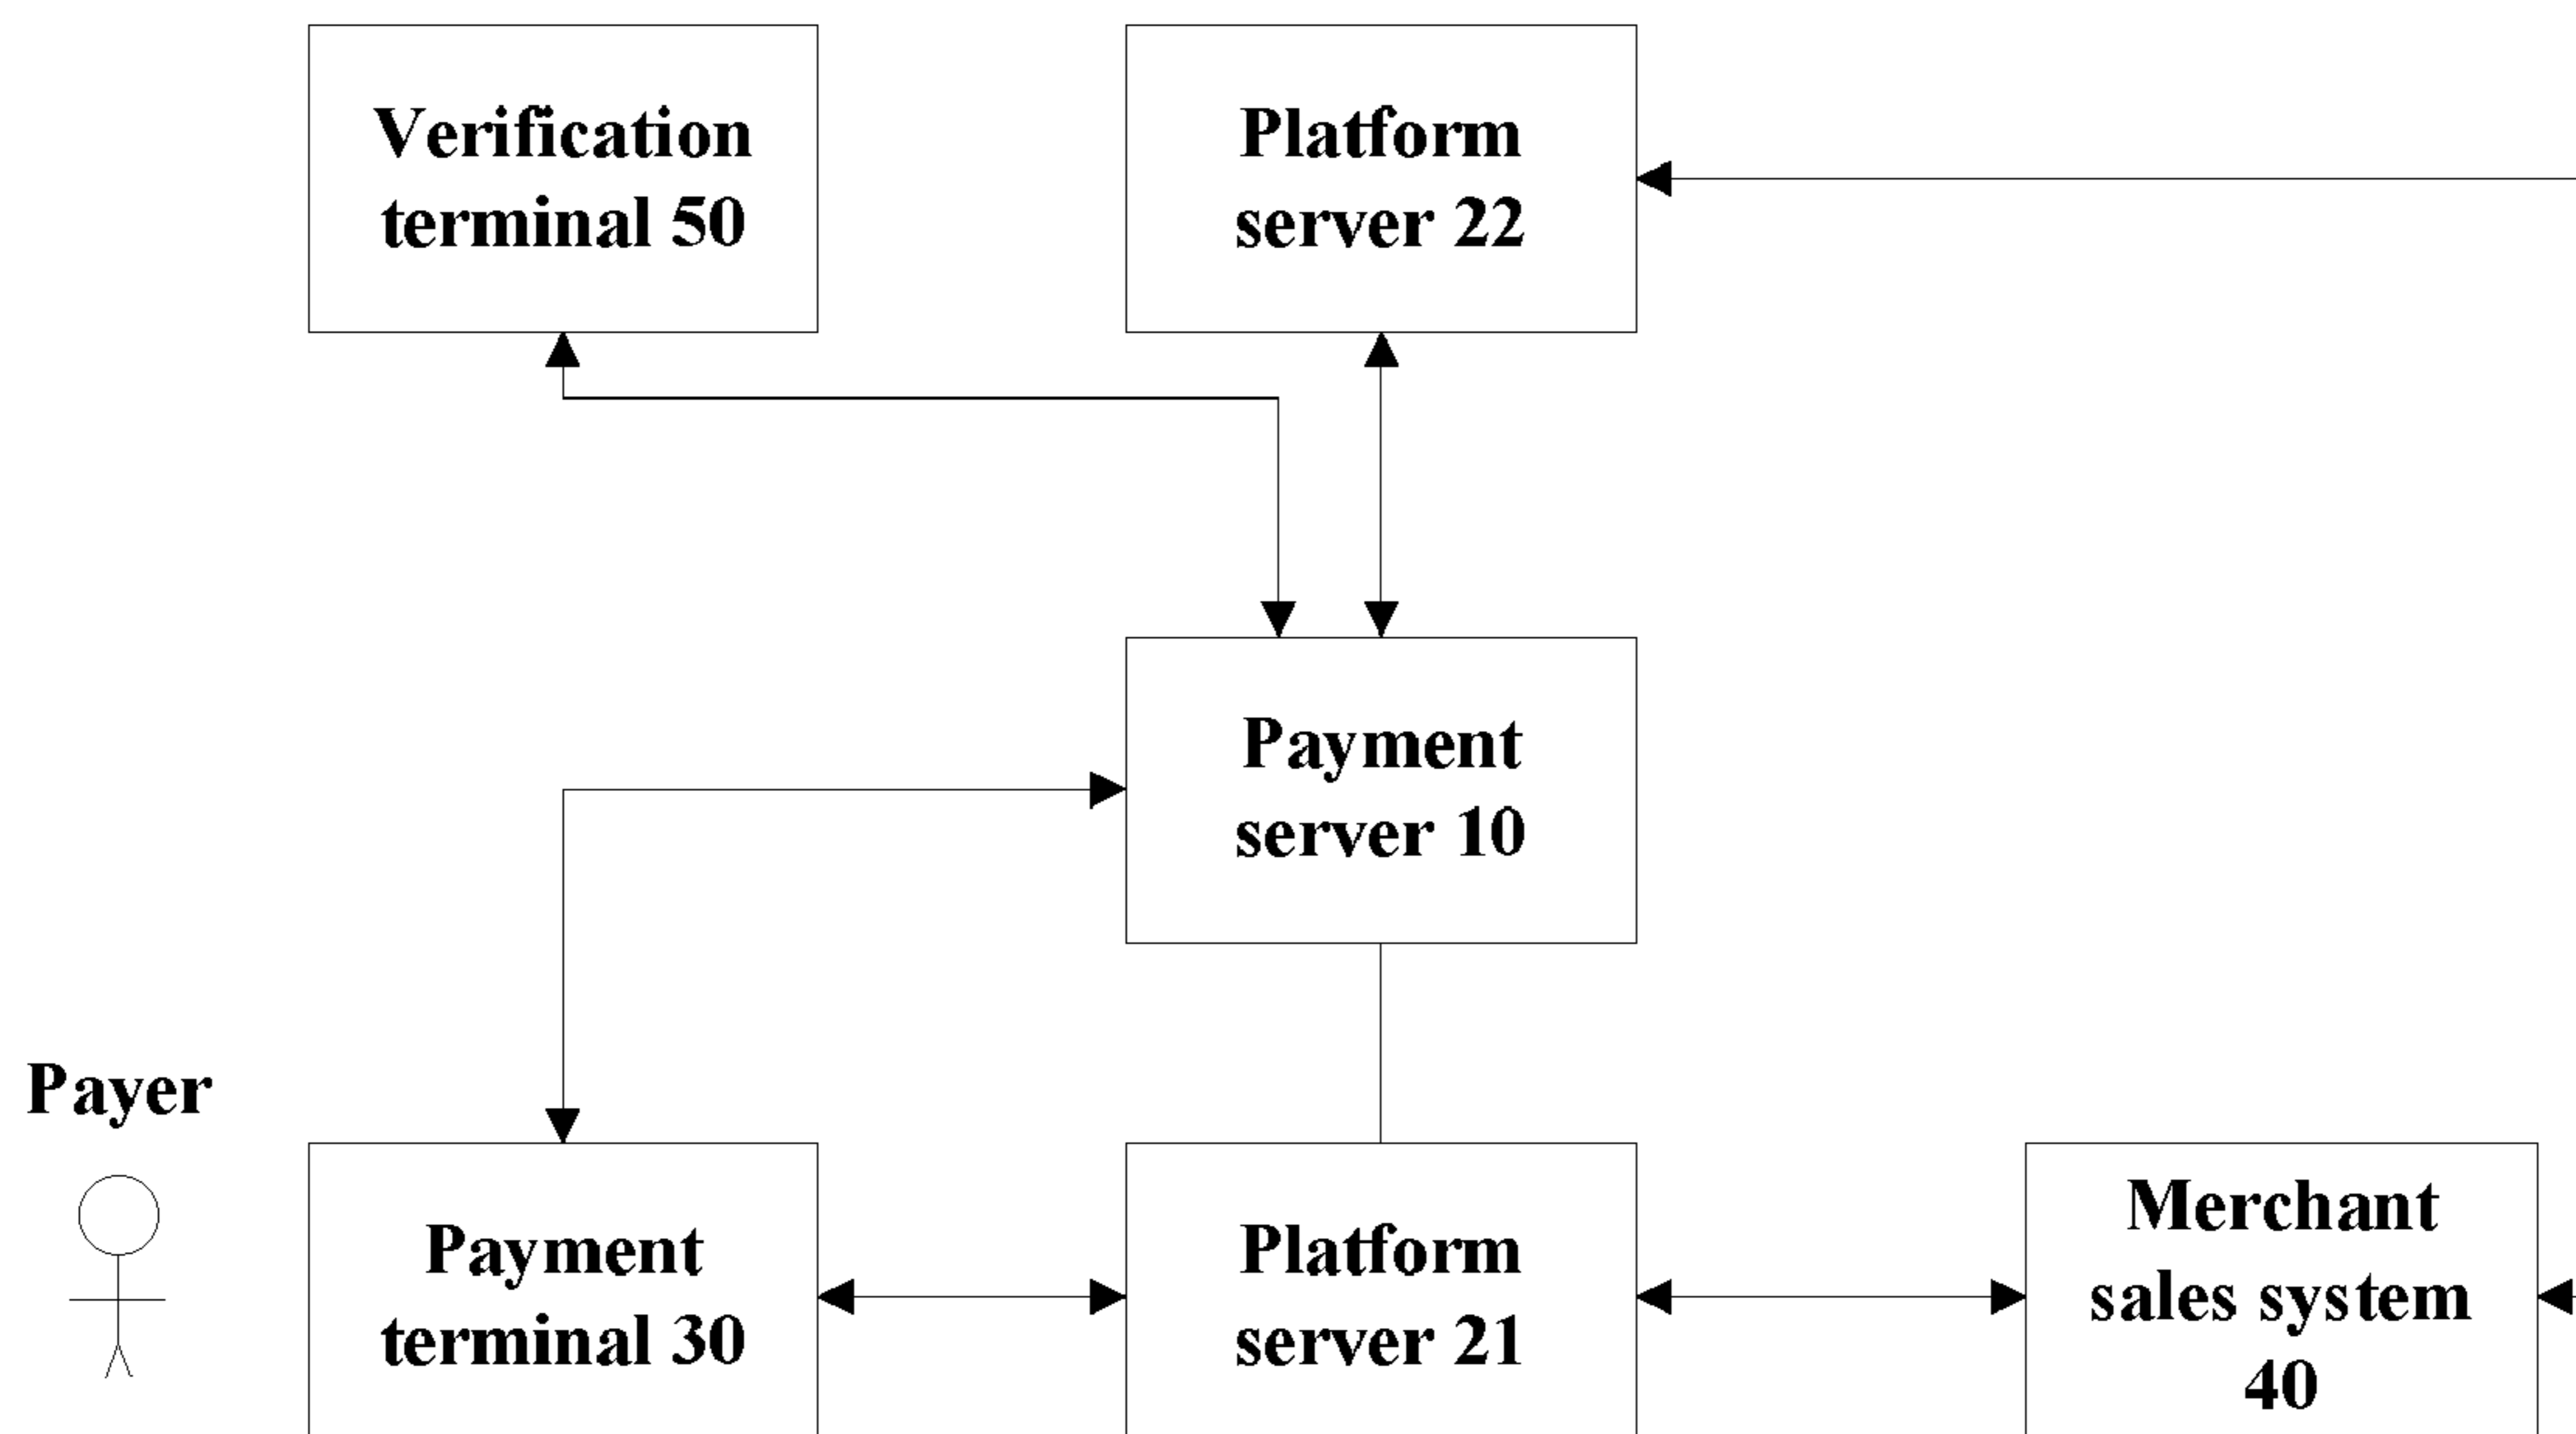 Verification
terminal 50
Platform
server 22
Payment
server 10
Payer
Payment
terminal 30
Platform
server 21
Merchant
sales system
40